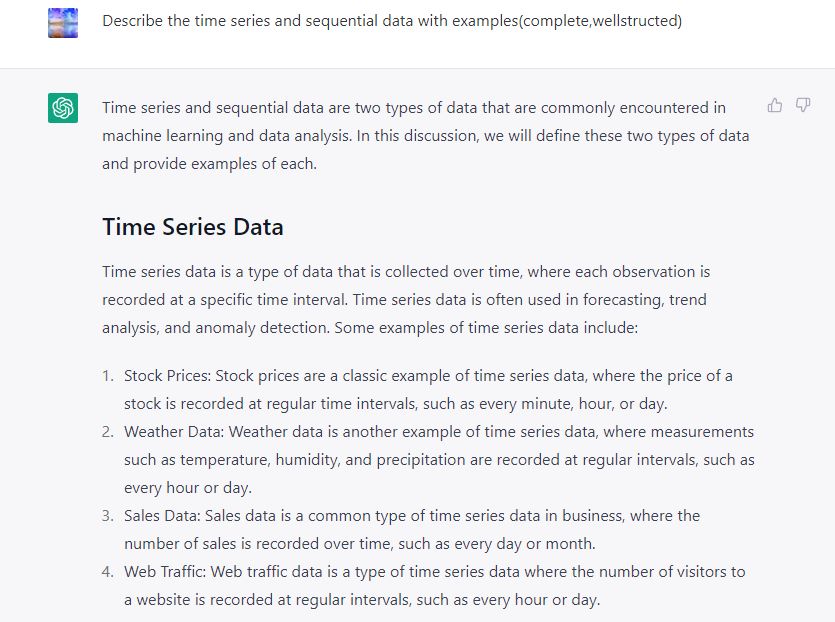 Describe the time series and sequential data with examples(complete,wellstructed)
Time series and sequential data are two types of data that are commonly encountered in
machine learning and data analysis. In this discussion, we will define these two types of data
and provide examples of each.
Time Series Data
Time series data is a type of data that is collected over time, where each observation is
recorded at a specific time interval. Time series data is often used in forecasting, trend
analysis, and anomaly detection. Some examples of time series data include:
1. Stock Prices: Stock prices are a classic example of time series data, where the price of a
stock is recorded at regular time intervals, such as every minute, hour, or day.
2. Weather Data: Weather data is another example of time series data, where measurements
such as temperature, humidity, and precipitation are recorded at regular intervals, such as
every hour or day.
3. Sales Data: Sales data is a common type of time series data in business, where the
number of sales is recorded over time, such as every day or month.
4. Web Traffic: Web traffic data is a type of time series data where the number of visitors to
a website is recorded at regular intervals, such as every hour or day.